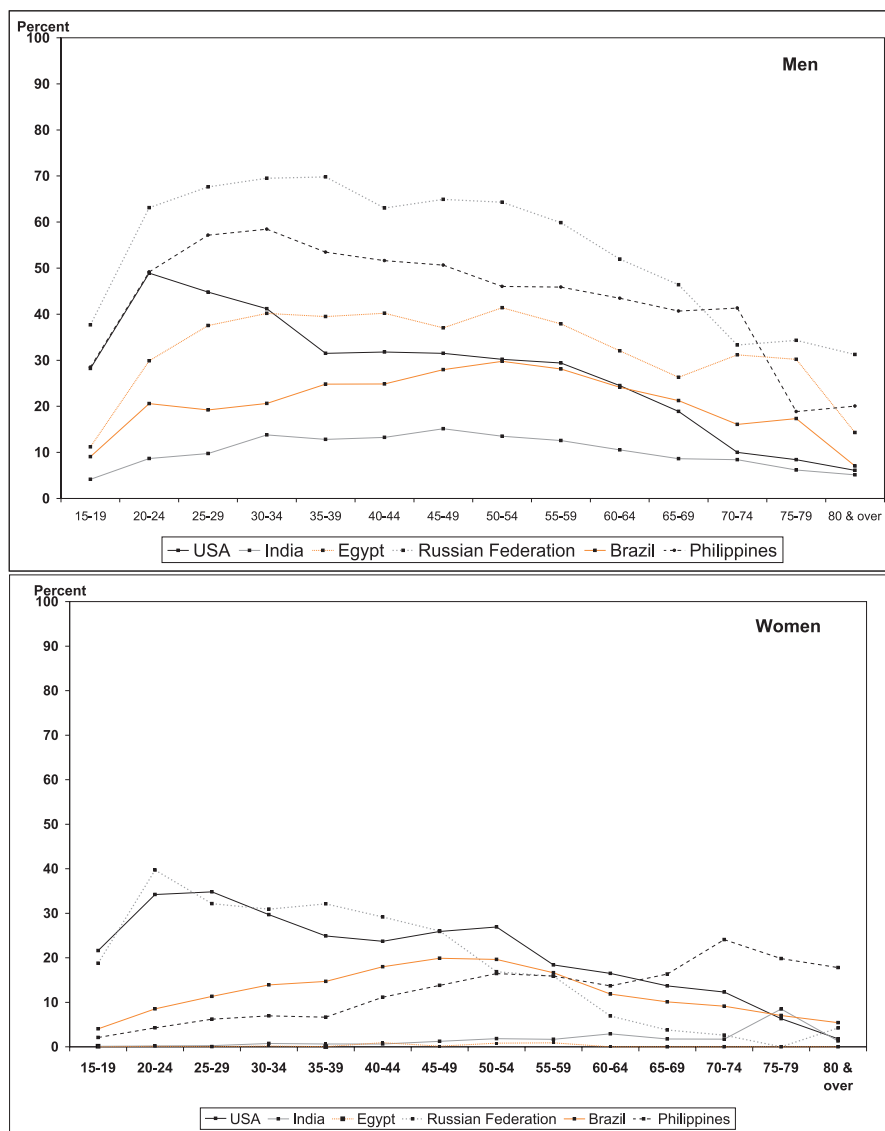 Percent
100
Men
90
80
70
60
50
40
30
20
10
0
15-19 20-24 25-29 30-34 35-39 40-44 45-49 50-54 55-59 60-64 65-69 70-74 75-79 80 & over
USA India Egypt Russian Federation Brazil Philippines
Percent
100
Women
90
80
70
60
50
40
30
20
10
0
15-19 20-24 25-29 30-34 35-39 40-44 45-49 50-54 55-59 60-64 65-69 70-74 75-79 80 &
over
USA India Egypt Russian Federation Brazil Philippines